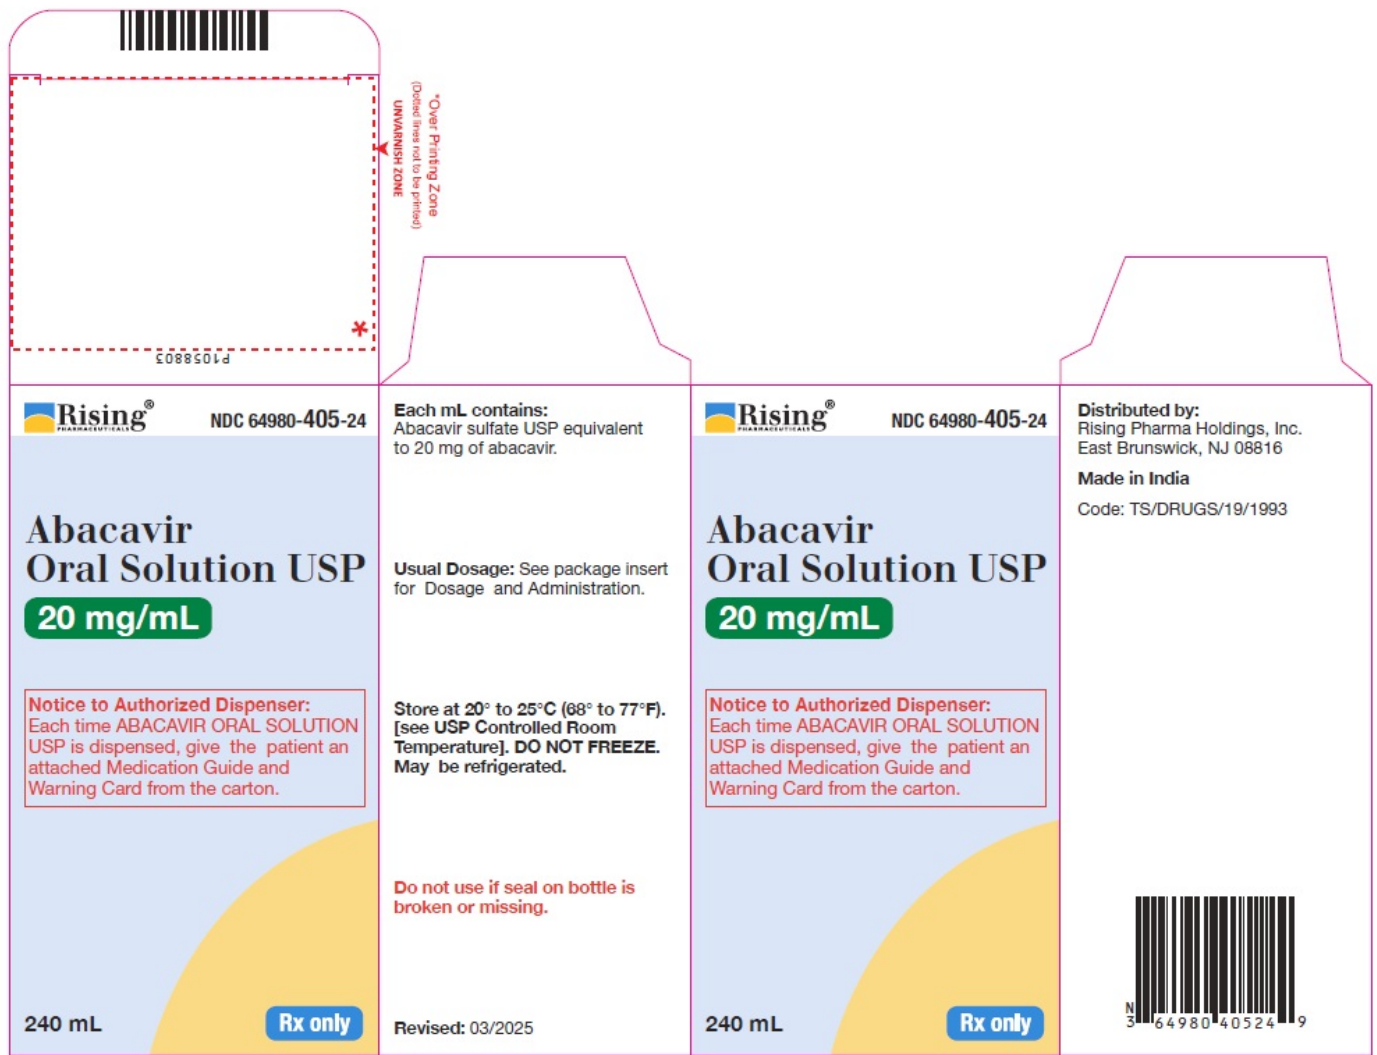 *Over Printing Zone
(Dotted lines not to be printed)
UNVARNISH ZONE
*
P1058803
Rising®
PHARMACEUTICALS
NDC 64980-405-24
Abacavir
Oral Solution USP
20 mg/mL
Notice to Authorized Dispenser:
Each time ABACAVIR ORAL SOLUTION
USP is dispensed, give the patient an
attached Medication Guide and
Warning Card from the carton.
240 mL
Rx only
Each mL contains:
Abacavir sulfate USP equivalent
to 20 mg of abacavir.
Usual Dosage: See package insert
for Dosage and Administration.
Store at 20° to 25°C (68° to 77°F).
[see USP Controlled Room
Temperature]. DO NOT FREEZE.
May be refrigerated.
Do not use if seal on bottle is
broken or missing.
Revised: 03/2025
Rising®
PHARMACEUTICALS
NDC 64980-405-24
Abacavir
Oral Solution USP
20 mg/mL
Notice to Authorized Dispenser:
Each time ABACAVIR ORAL SOLUTION
USP is dispensed, give the patient an
attached Medication Guide and
Warning Card from the carton.
240 mL
Rx only
Distributed by:
Rising Pharma Holdings, Inc.
East Brunswick, NJ 08816
Made in India
Code: TS/DRUGS/19/1993
N
3 64980 40524 9